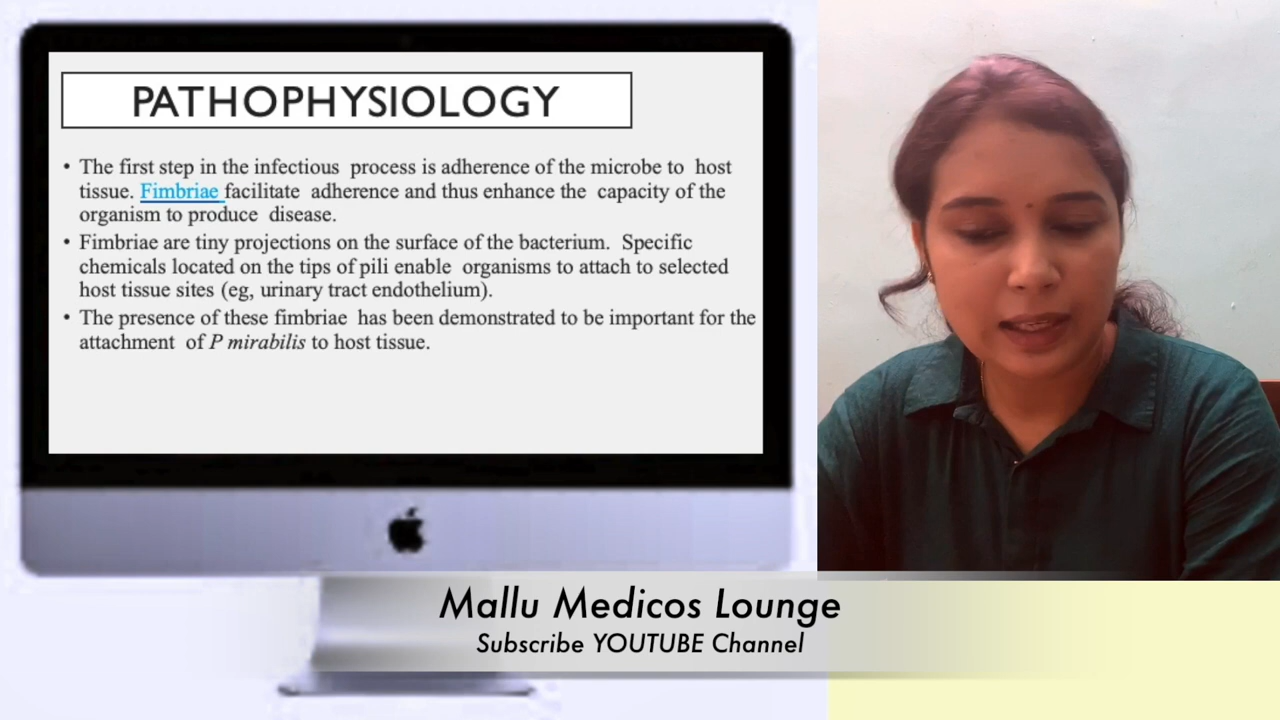 PATHOPHYSIOLOGY
• The first step in the infectious process is adherence of the microbe to host
tissue. Fimbriae facilitate adherence and thus enhance the capacity of the
organism to produce disease.
• Fimbriae are tiny projections on the surface of the bacterium. Specific
chemicals located on the tips of pili enable organisms to attach to selected
host tissue sites (eg, urinary tract endothelium).
• The presence of these fimbriae has been demonstrated to be important for the
attachment of P mirabilis to host tissue.
Mallu Medicos Lounge
Subscribe YOUTUBE Channel